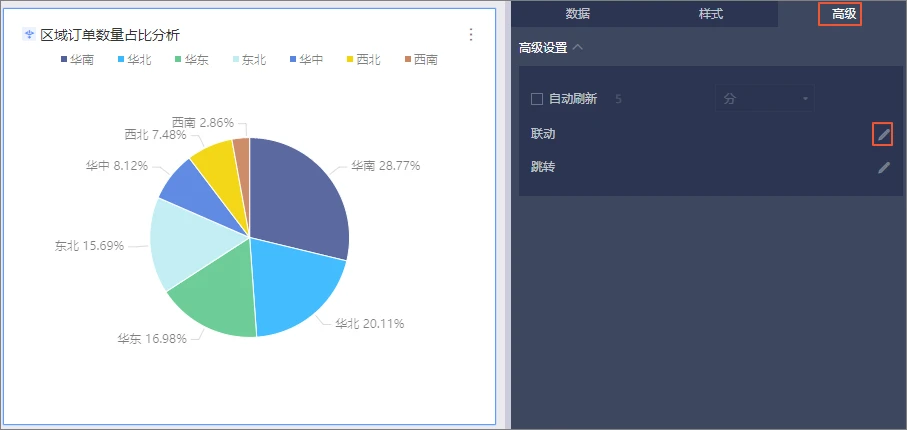 区域订单数量占比分析
华南 华北 华东 东北 华中 西北 西南
西南 2.86%
西北 7.48%
华中 8.12%
华南 28.77%
东北 15.69%
华北 20.11%
华东 16.98%
数据 样式 高级
高级设置
自动刷新 5 分
联动
跳转